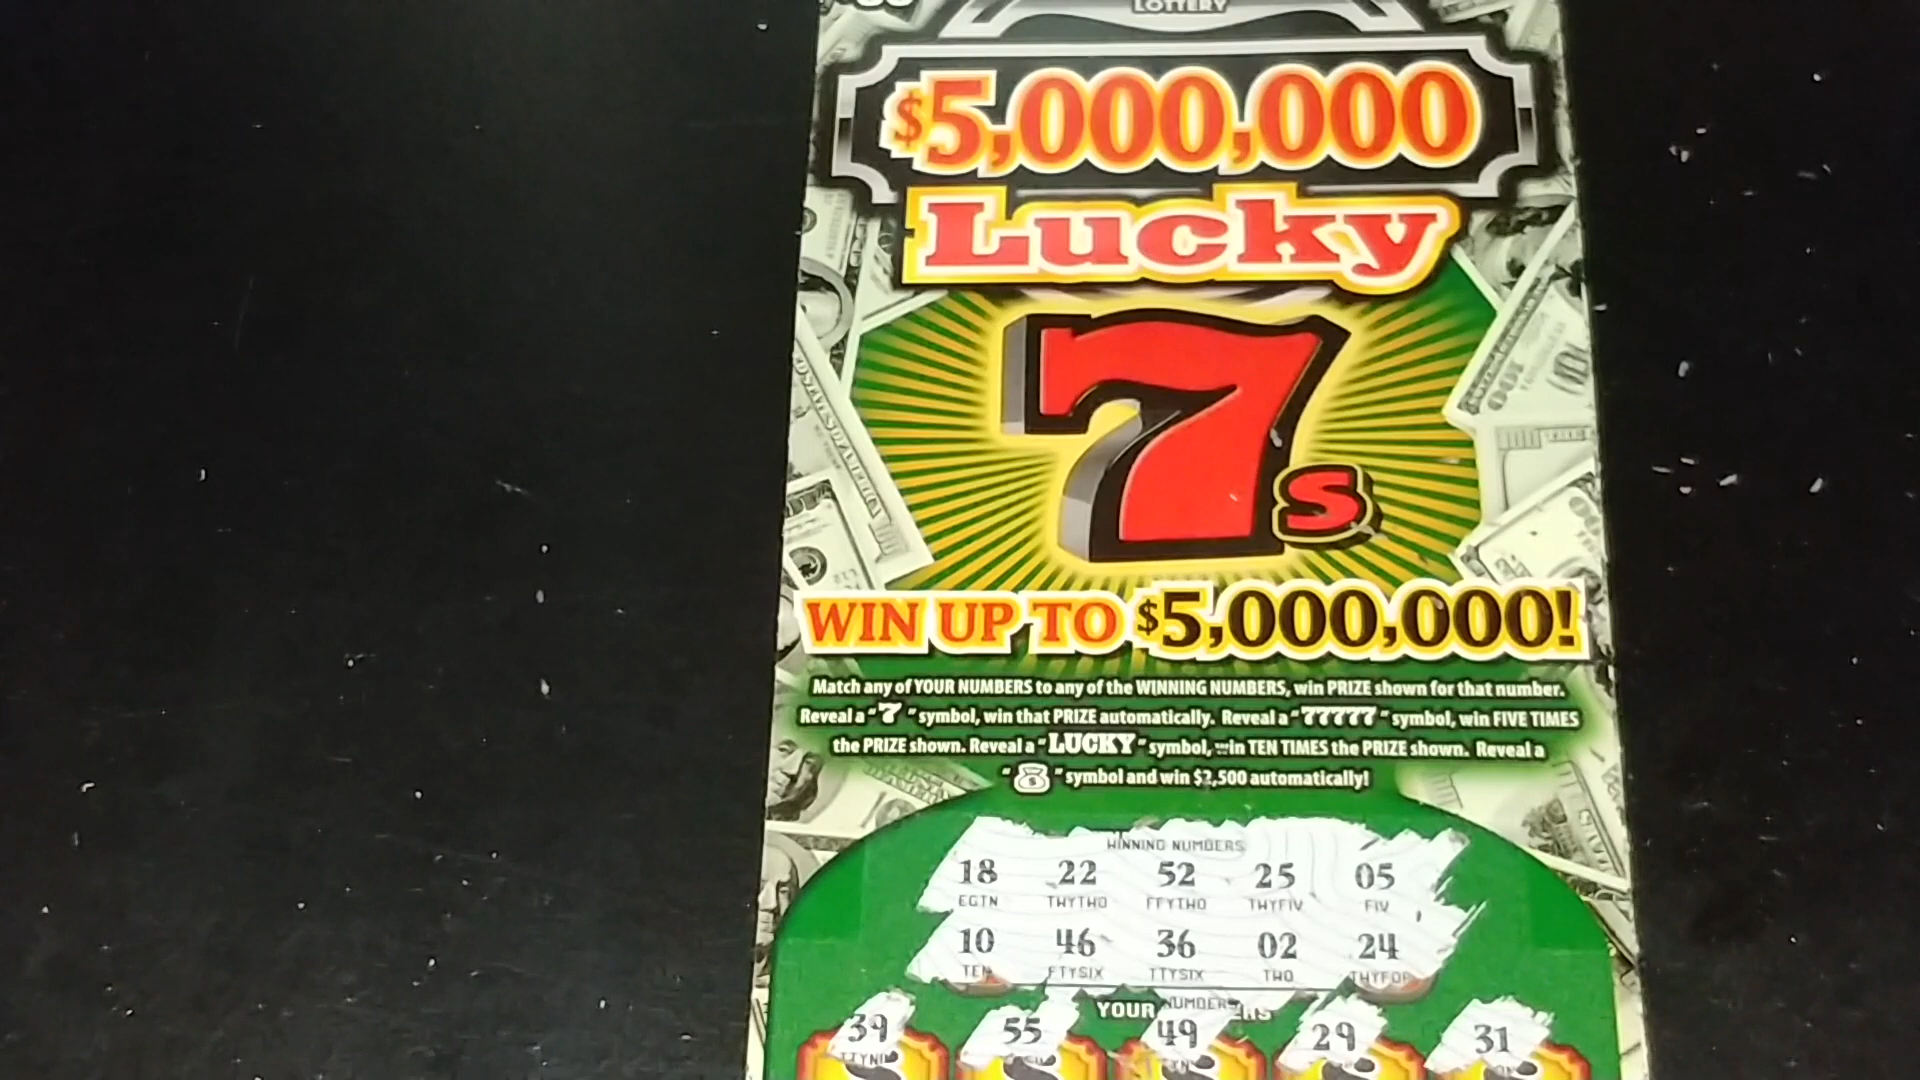 LOTTERY
$5,000,000
Lucky
7s
WIN UP TO $5,000,000!
Match any of YOUR NUMBERS to any of the WINNING NUMBERS, win PRIZE shown for that number.
Reveal a "7" symbol, win that PRIZE automatically. Reveal a "77777" symbol, win FIVE TIMES
the PRIZE shown. Reveal a "LUCKY" symbol, win TEN TIMES the PRIZE shown. Reveal a
" " symbol and win $2,500 automatically!
WINNING NUMBERS
18 22 52 25 05
EGTN TWYTWO FFYTWO TWYFIV FIV
10 46 36 02 24
TEN FTYSIX TTYSIX TWO TWYFOR
YOUR NUMBERS
39 55 49 29 31